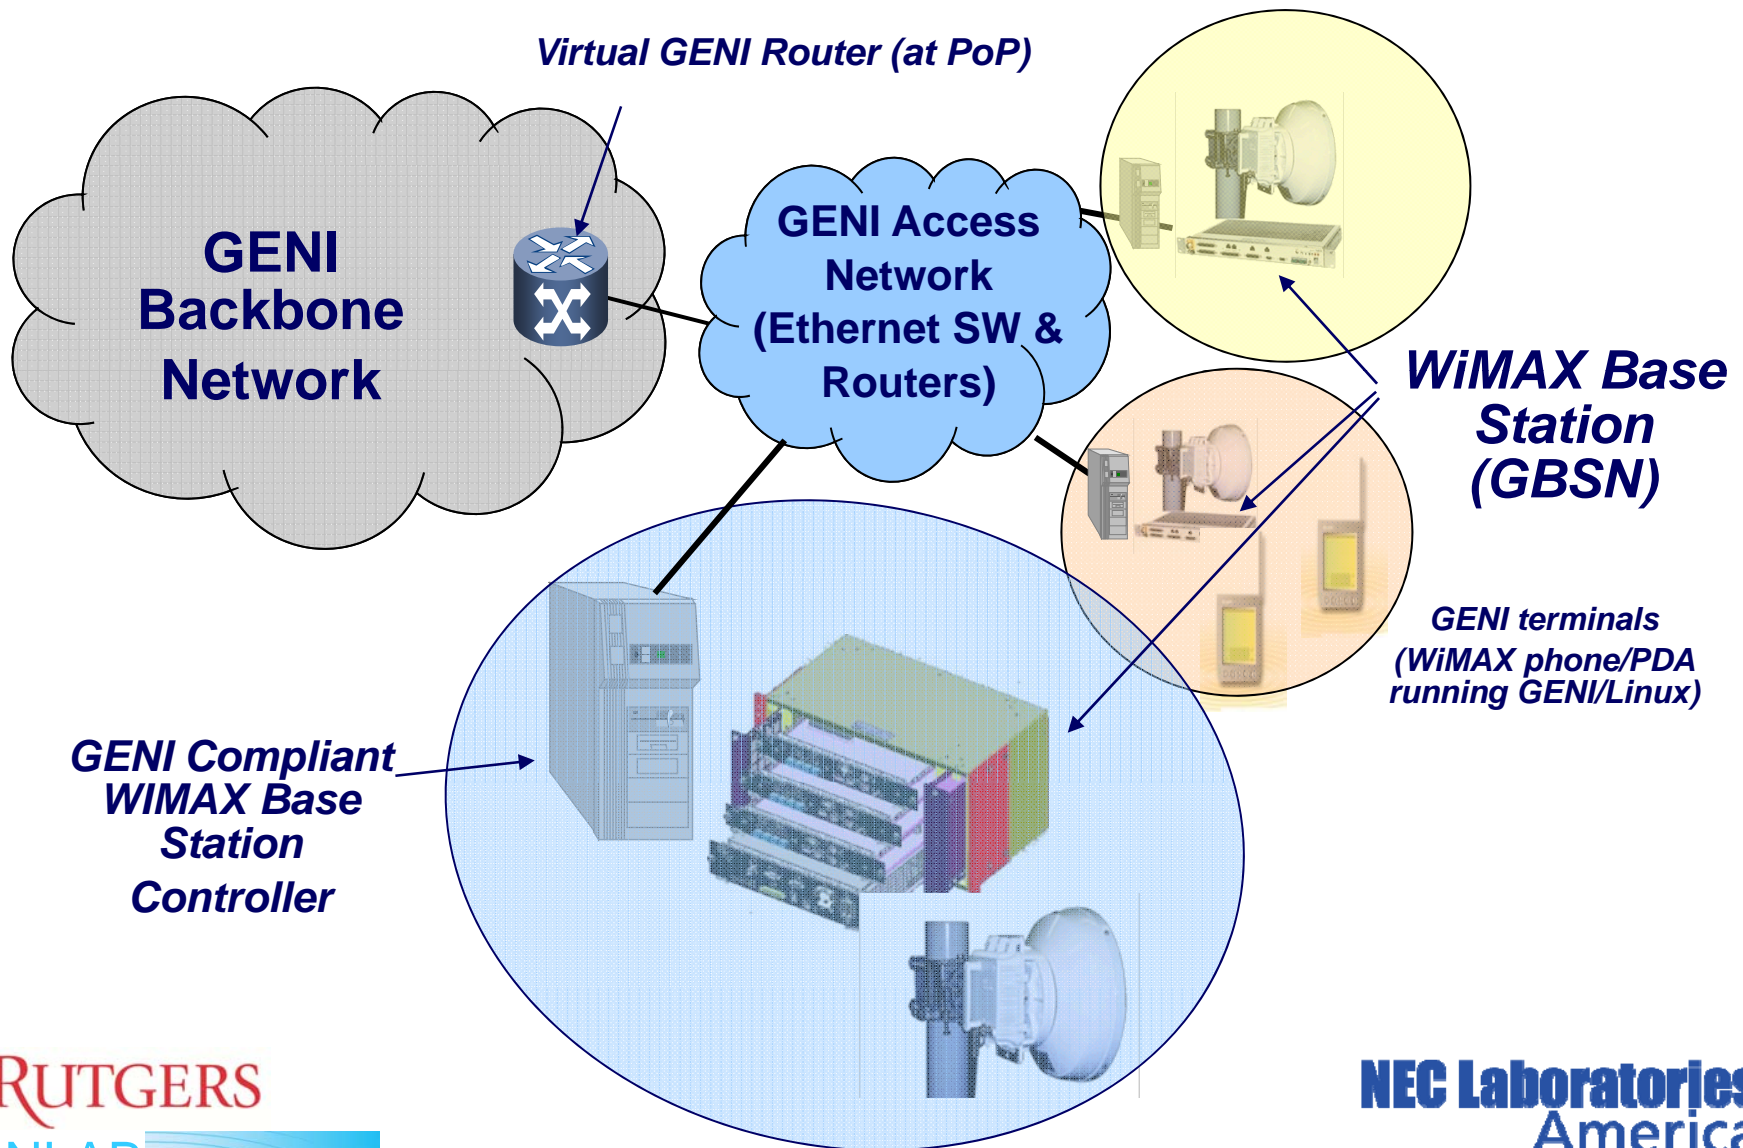 Virtual GENI Router (at PoP)
GENI
Backbone
Network
GENI Access
Network
(Ethernet SW &
Routers)
WiMAX Base
Station
(GBSN)
GENI terminals
(WiMAX phone/PDA
running GENI/Linux)
GENI Compliant
WIMAX Base
Station
Controller
RUTGERS
NEC Laboratories
America